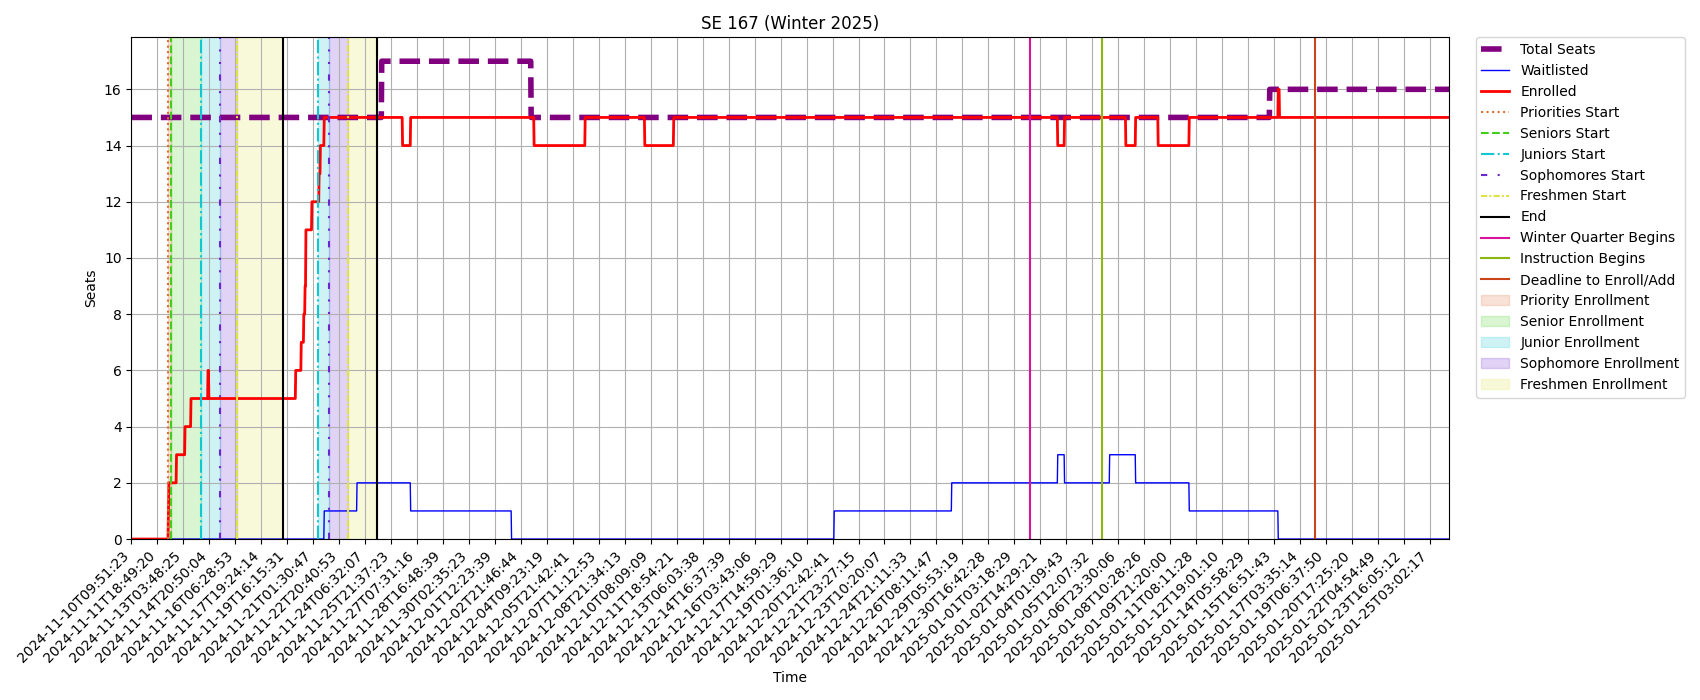 SE 167 (Winter 2025)
Seats
16
14
12
10
8
6
4
2
0
2024-11-10T09:51:23
2024-11-11T18:49:20
2024-11-13T03:48:25
2024-11-14T20:50:04
2024-11-16T06:28:53
2024-11-17T19:24:14
2024-11-19T16:15:31
2024-11-21T01:30:47
2024-11-22T20:40:53
2024-11-24T06:32:07
2024-11-25T21:37:23
2024-11-27T07:31:16
2024-11-28T16:48:39
2024-11-30T02:35:23
2024-12-01T12:23:39
2024-12-02T21:46:44
2024-12-04T09:23:19
2024-12-05T21:42:41
2024-12-07T11:12:53
2024-12-08T21:34:13
2024-12-10T08:09:09
2024-12-11T18:54:21
2024-12-13T06:03:38
2024-12-14T16:37:39
2024-12-16T03:43:06
2024-12-17T14:59:29
2024-12-19T01:36:10
2024-12-20T12:42:41
2024-12-21T23:27:15
2024-12-23T10:20:07
2024-12-24T21:11:33
2024-12-26T08:11:47
2024-12-29T05:53:19
2024-12-30T16:42:28
2025-01-01T03:18:29
2025-01-02T14:29:21
2025-01-04T01:09:43
2025-01-05T12:07:32
2025-01-06T23:30:06
2025-01-08T10:28:26
2025-01-09T21:20:00
2025-01-11T08:11:28
2025-01-12T19:01:10
2025-01-14T05:58:29
2025-01-15T16:51:43
2025-01-17T03:35:14
2025-01-19T06:37:50
2025-01-20T17:25:20
2025-01-22T04:54:49
2025-01-23T16:05:12
2025-01-25T03:02:17
Time
Total Seats
Waitlisted
Enrolled
Priorities Start
Seniors Start
Juniors Start
Sophomores Start
Freshmen Start
End
Winter Quarter Begins
Instruction Begins
Deadline to Enroll/Add
Priority Enrollment
Senior Enrollment
Junior Enrollment
Sophomore Enrollment
Freshmen Enrollment